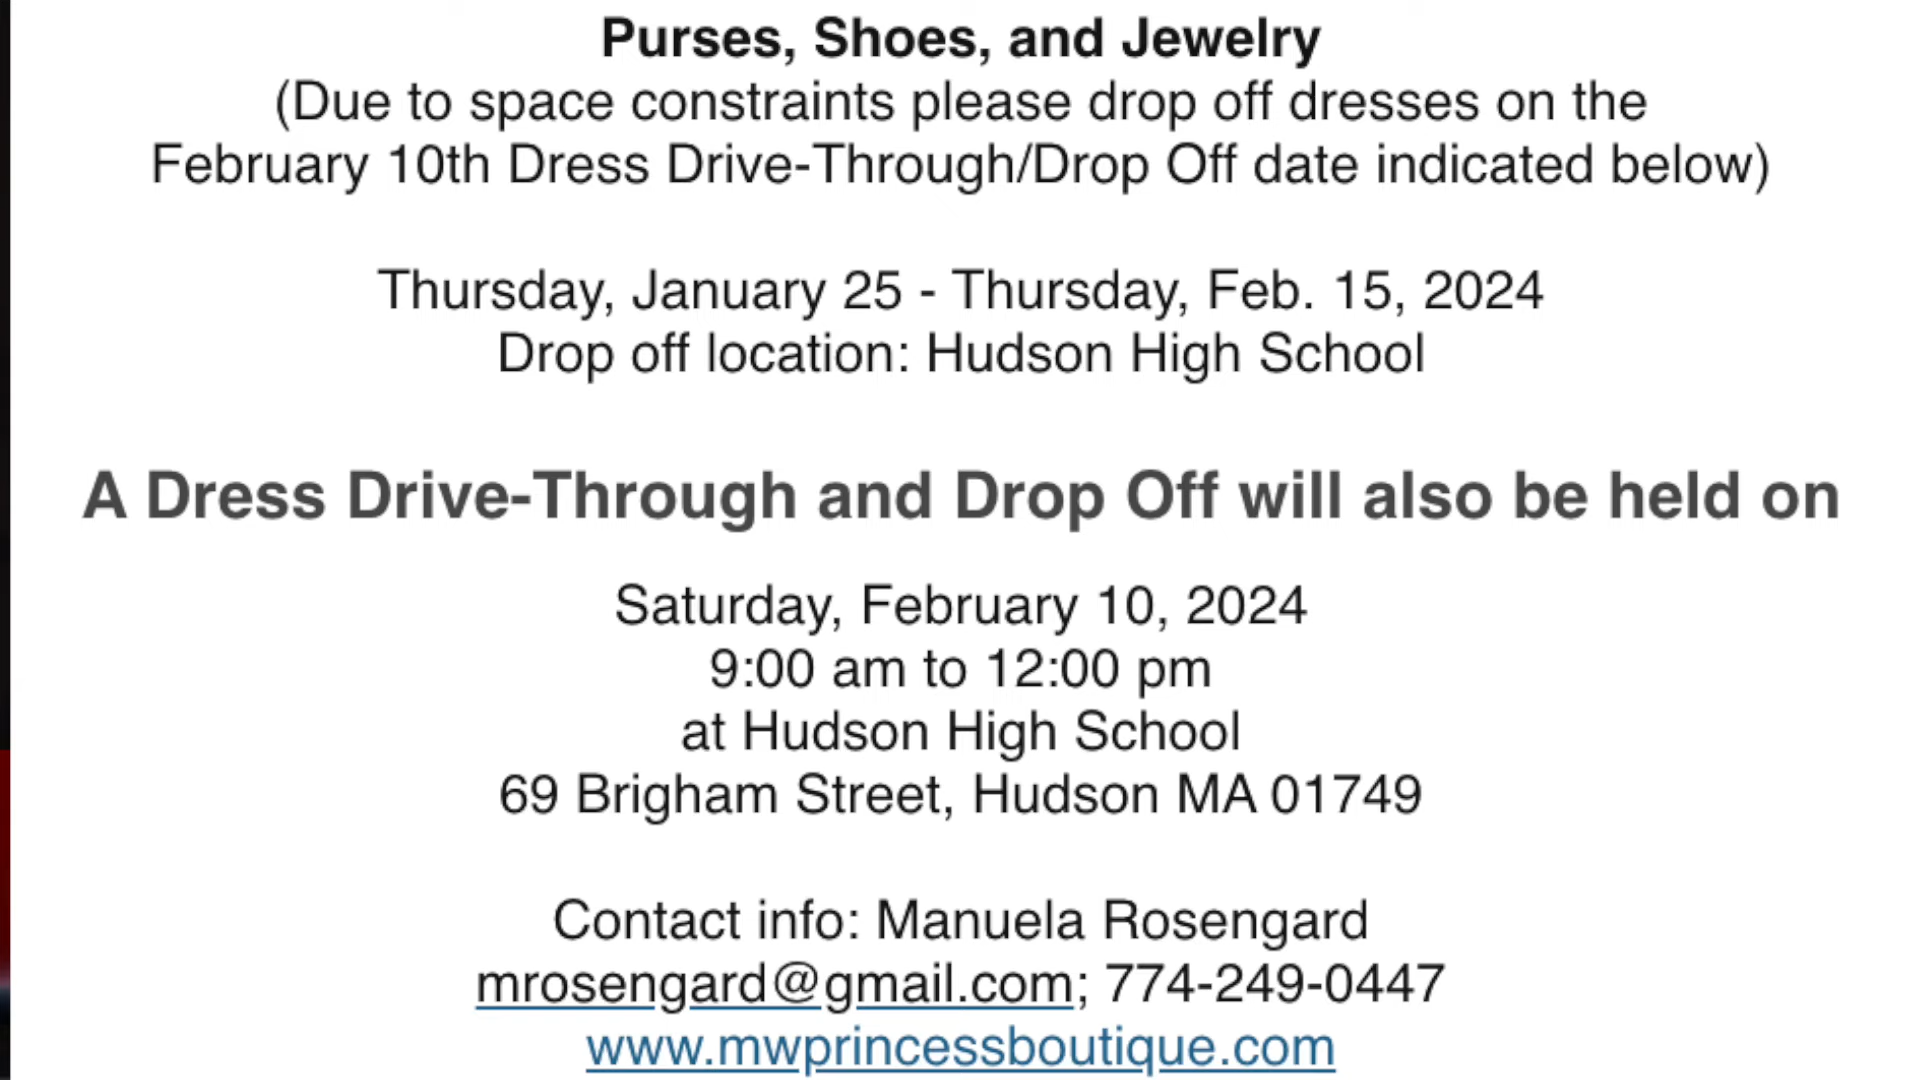 Purses, Shoes, and Jewelry
(Due to space constraints please drop off dresses on the
February 10th Dress Drive-Through/Drop Off date indicated below)
Thursday, January 25 - Thursday, Feb. 15, 2024
Drop off location: Hudson High School
A Dress Drive-Through and Drop Off will also be held on
Saturday, February 10, 2024
9:00 am to 12:00 pm
at Hudson High School
69 Brigham Street, Hudson MA 01749
Contact info: Manuela Rosengard
mrosengard@gmail.com; 774-249-0447
www.mwprincessboutique.com